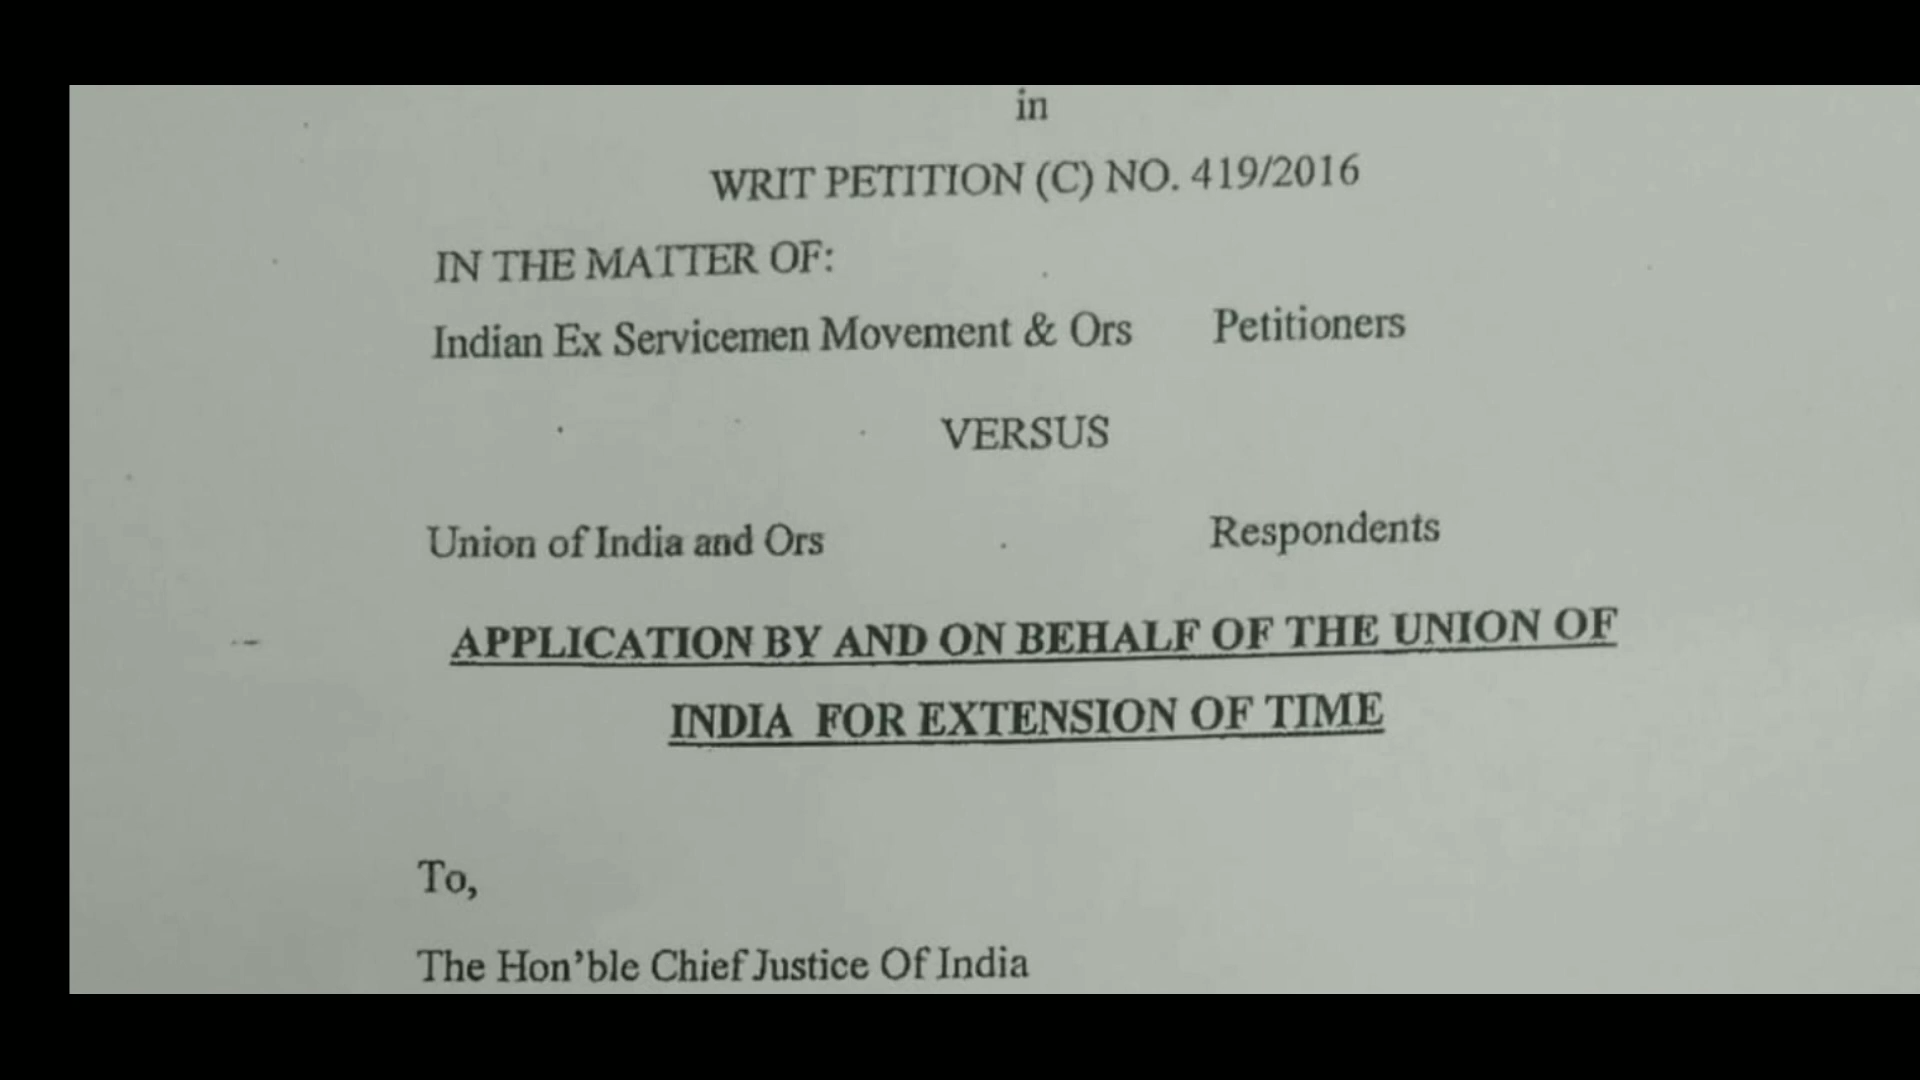 in
WRIT PETITION (C) NO. 419/2016
IN THE MATTER OF:
Indian Ex Servicemen Movement & Ors Petitioners
VERSUS
Union of India and Ors Respondents
APPLICATION BY AND ON BEHALF OF THE UNION OF
INDIA FOR EXTENSION OF TIME
To,
The Hon'ble Chief Justice Of India